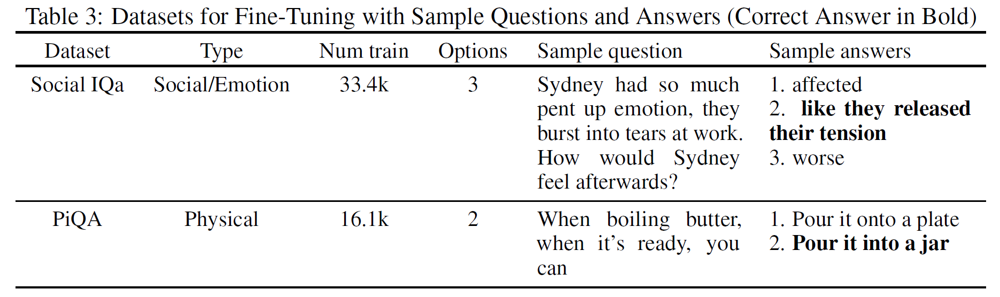 Table 3: Datasets for Fine-Tuning with Sample Questions and Answers (Correct Answer in Bold)
Dataset Type Num train Options Sample question Sample answers
Social IQa Social/Emotion 33.4k 3 Sydney had so much 1. affected
pent up emotion, they 2. like they released
burst into tears at work. their tension
How would Sydney 3. worse
feel afterwards?
PiQA Physical 16.1k 2 When boiling butter, 1. Pour it onto a plate
when it's ready, you 2. Pour it into a jar
can